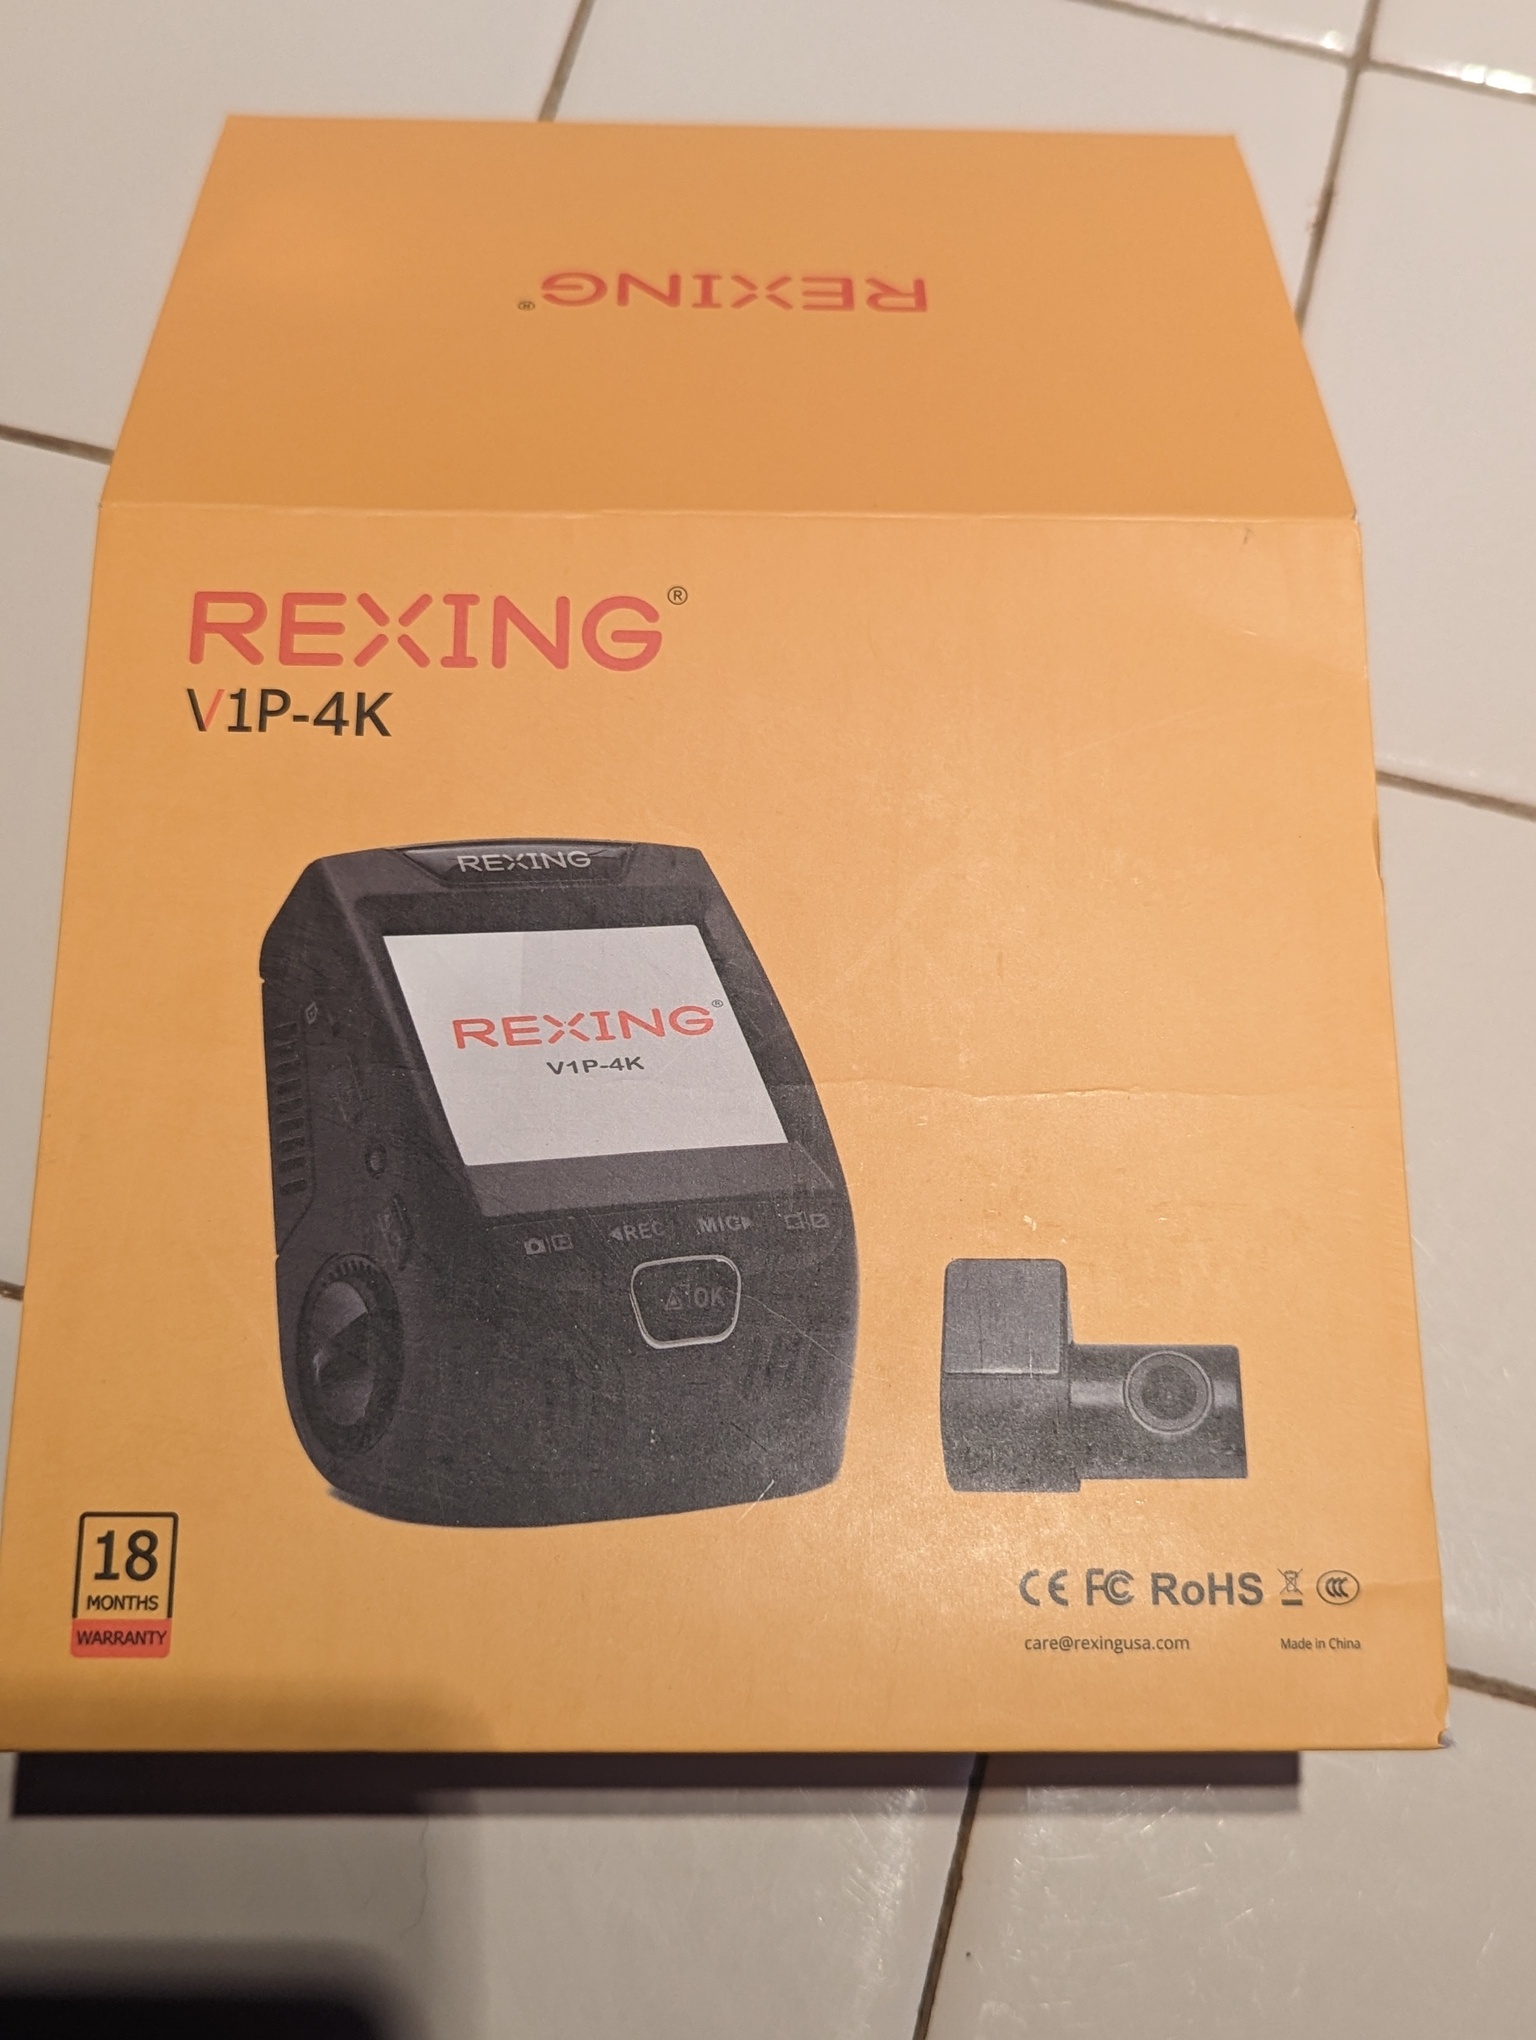 REXING®
REXING®
V1P-4K
REXING
REXING®
V1P-4K
REC MIC
OK
18
MONTHS
WARRANTY
CE FC RoHS CCC
care@rexingusa.com Made in China